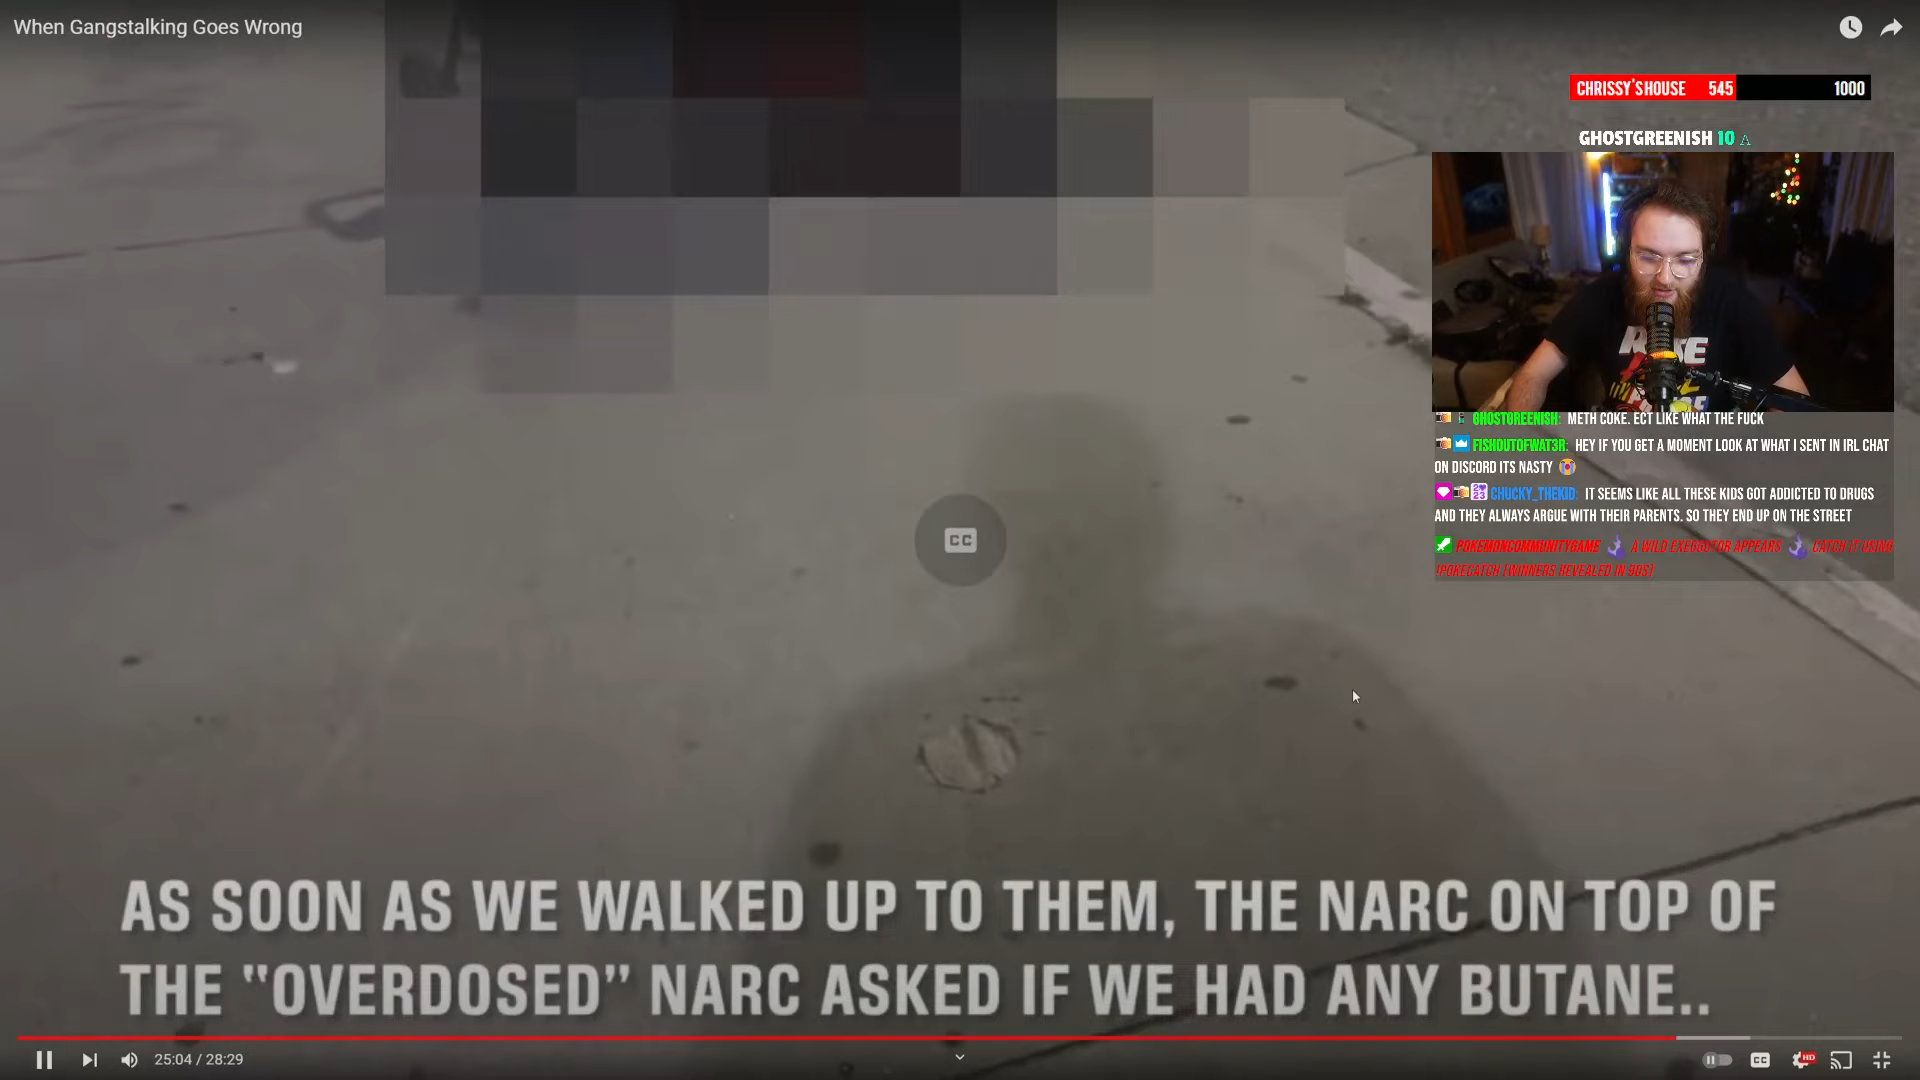 When Gangstalking Goes Wrong
CHRISSY'S HOUSE 545 1000
GHOSTGREENISH 10
GHOSTGREENISH: METH COKE. ECT LIKE WHAT THE FUCK
FISHOUTOFWAT3R: HEY IF YOU GET A MOMENT LOOK AT WHAT I SENT IN IRL CHAT
ON DISCORD ITS NASTY
CHUCKY_THEKID: IT SEEMS LIKE ALL THESE KIDS GOT ADDICTED TO DRUGS
AND THEY ALWAYS ARGUE WITH THEIR PARENTS. SO THEY END UP ON THE STREET
POKEMONCOMMUNITYGAME A WILD EXEGGUTOR APPEARS CATCH IT USING
!POKECATCH (WINNERS REVEALED IN 90S)
CC
AS SOON AS WE WALKED UP TO THEM, THE NARC ON TOP OF
THE "OVERDOSED" NARC ASKED IF WE HAD ANY BUTANE..
25:04 / 28:29
CC
HD